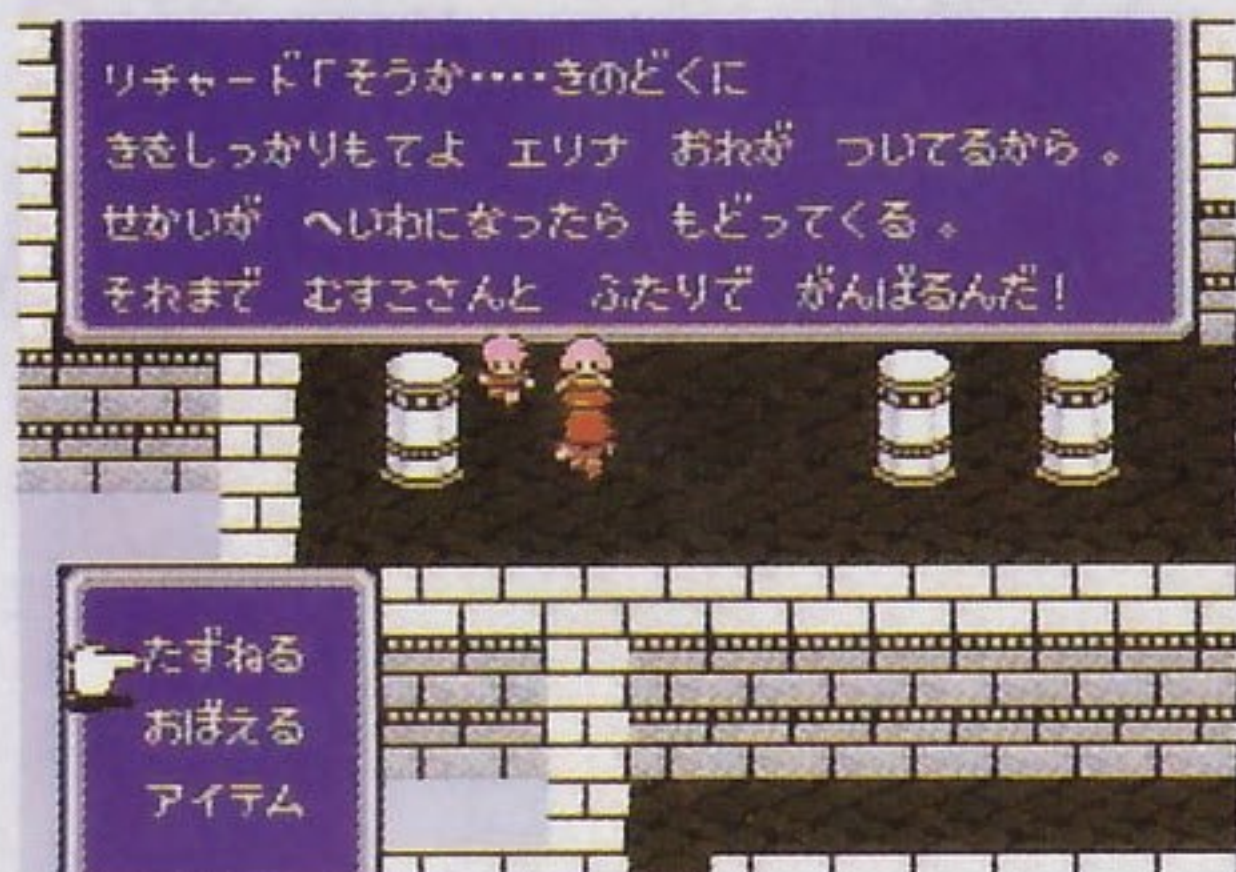 リチャード「そうか‥‥きのどくに
きをしっかりもてよ エリナ おれが ついてるから。
せかいが へいわになったら もどってくる。
それまで むすこさんと ふたりで がんばるんだ!
たずねる
おぼえる
アイテム